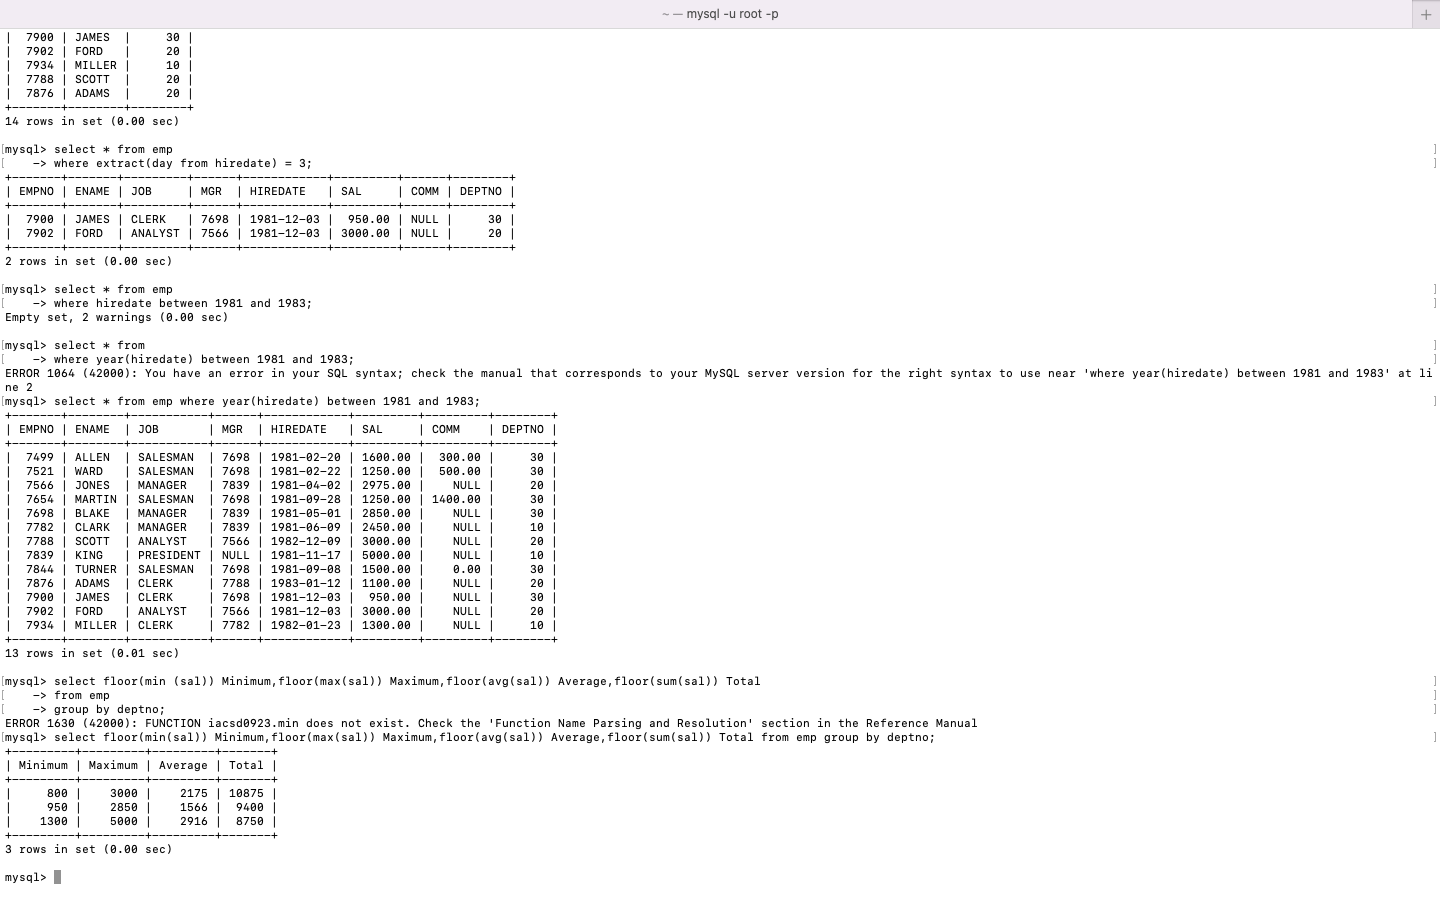 ~ — mysql -u root -p
+
|  7900 | JAMES  |     30 |
|  7902 | FORD   |     20 |
|  7934 | MILLER |     10 |
|  7788 | SCOTT  |     20 |
|  7876 | ADAMS  |     20 |
+-------+--------+--------+
14 rows in set (0.00 sec)
[mysql> select * from emp ]
[    -> where extract(day from hiredate) = 3; ]
+-------+-------+---------+------+------------+---------+------+--------+
| EMPNO | ENAME | JOB     | MGR  | HIREDATE   | SAL     | COMM | DEPTNO |
+-------+-------+---------+------+------------+---------+------+--------+
|  7900 | JAMES | CLERK   | 7698 | 1981-12-03 |  950.00 | NULL |     30 |
|  7902 | FORD  | ANALYST | 7566 | 1981-12-03 | 3000.00 | NULL |     20 |
+-------+-------+---------+------+------------+---------+------+--------+
2 rows in set (0.00 sec)
[mysql> select * from emp ]
[    -> where hiredate between 1981 and 1983; ]
Empty set, 2 warnings (0.00 sec)
[mysql> select * from ]
[    -> where year(hiredate) between 1981 and 1983; ]
ERROR 1064 (42000): You have an error in your SQL syntax; check the manual that corresponds to your MySQL server version for the right syntax to use near 'where year(hiredate) between 1981 and 1983' at li
ne 2
[mysql> select * from emp where year(hiredate) between 1981 and 1983; ]
+-------+--------+-----------+------+------------+---------+---------+--------+
| EMPNO | ENAME  | JOB       | MGR  | HIREDATE   | SAL     | COMM    | DEPTNO |
+-------+--------+-----------+------+------------+---------+---------+--------+
|  7499 | ALLEN  | SALESMAN  | 7698 | 1981-02-20 | 1600.00 |  300.00 |     30 |
|  7521 | WARD   | SALESMAN  | 7698 | 1981-02-22 | 1250.00 |  500.00 |     30 |
|  7566 | JONES  | MANAGER   | 7839 | 1981-04-02 | 2975.00 |    NULL |     20 |
|  7654 | MARTIN | SALESMAN  | 7698 | 1981-09-28 | 1250.00 | 1400.00 |     30 |
|  7698 | BLAKE  | MANAGER   | 7839 | 1981-05-01 | 2850.00 |    NULL |     30 |
|  7782 | CLARK  | MANAGER   | 7839 | 1981-06-09 | 2450.00 |    NULL |     10 |
|  7788 | SCOTT  | ANALYST   | 7566 | 1982-12-09 | 3000.00 |    NULL |     20 |
|  7839 | KING   | PRESIDENT | NULL | 1981-11-17 | 5000.00 |    NULL |     10 |
|  7844 | TURNER | SALESMAN  | 7698 | 1981-09-08 | 1500.00 |    0.00 |     30 |
|  7876 | ADAMS  | CLERK     | 7788 | 1983-01-12 | 1100.00 |    NULL |     20 |
|  7900 | JAMES  | CLERK     | 7698 | 1981-12-03 |  950.00 |    NULL |     30 |
|  7902 | FORD   | ANALYST   | 7566 | 1981-12-03 | 3000.00 |    NULL |     20 |
|  7934 | MILLER | CLERK     | 7782 | 1982-01-23 | 1300.00 |    NULL |     10 |
+-------+--------+-----------+------+------------+---------+---------+--------+
13 rows in set (0.01 sec)
[mysql> select floor(min (sal)) Minimum,floor(max(sal)) Maximum,floor(avg(sal)) Average,floor(sum(sal)) Total ]
[    -> from emp ]
[    -> group by deptno; ]
ERROR 1630 (42000): FUNCTION iacsd0923.min does not exist. Check the 'Function Name Parsing and Resolution' section in the Reference Manual
[mysql> select floor(min(sal)) Minimum,floor(max(sal)) Maximum,floor(avg(sal)) Average,floor(sum(sal)) Total from emp group by deptno; ]
+---------+---------+---------+-------+
| Minimum | Maximum | Average | Total |
+---------+---------+---------+-------+
|     800 |    3000 |    2175 | 10875 |
|     950 |    2850 |    1566 |  9400 |
|    1300 |    5000 |    2916 |  8750 |
+---------+---------+---------+-------+
3 rows in set (0.00 sec)
mysql>